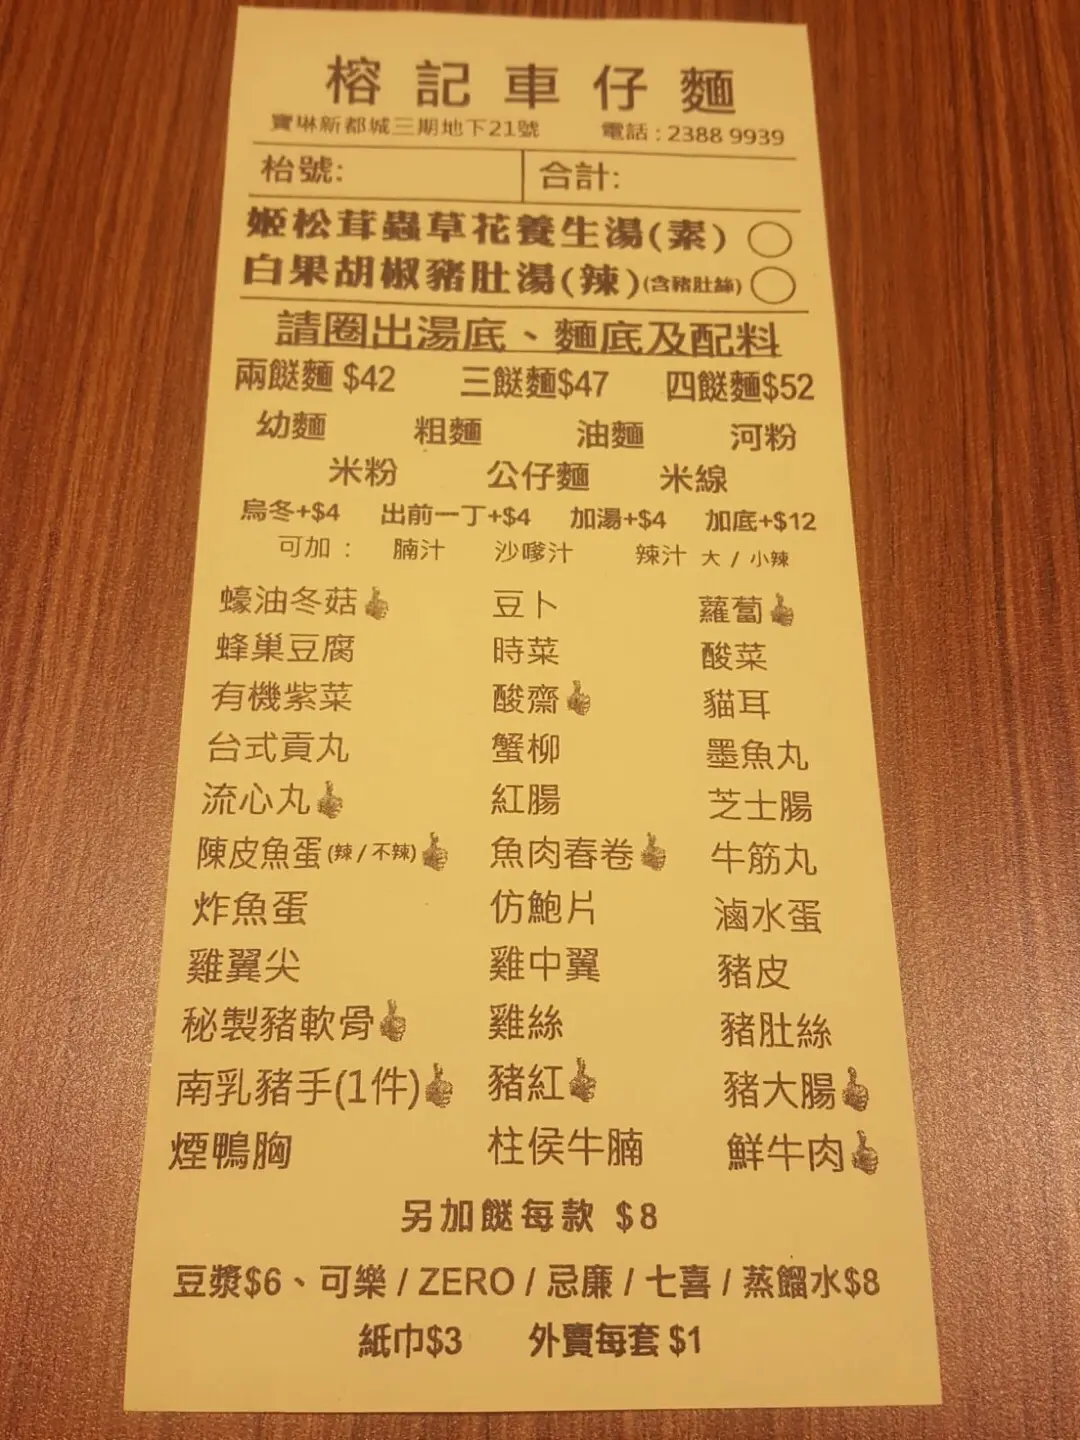 榕記車仔麵
寶琳新都城三期地下21號 電話：2388 9939
枱號: 合計:
姬松茸蟲草花養生湯(素)
白果胡椒豬肚湯(辣)(含豬肚絲)
請圈出湯底、麵底及配料
兩餸麵 $42 三餸麵$47 四餸麵$52
幼麵 粗麵 油麵 河粉
米粉 公仔麵 米線
烏冬+$4 出前一丁+$4 加湯+$4 加底+$12
可加： 腩汁 沙嗲汁 辣汁 大 / 小辣
蠔油冬菇 豆卜 蘿蔔
蜂巢豆腐 時菜 酸菜
有機紫菜 酸齋 貓耳
台式貢丸 蟹柳 墨魚丸
流心丸 紅腸 芝士腸
陳皮魚蛋(辣 / 不辣) 魚肉春卷 牛筋丸
炸魚蛋 仿鮑片 滷水蛋
雞翼尖 雞中翼 豬皮
秘製豬軟骨 雞絲 豬肚絲
南乳豬手(1件) 豬紅 豬大腸
煙鴨胸 柱侯牛腩 鮮牛肉
另加餸每款 $8
豆漿$6、可樂 / ZERO / 忌廉 / 七喜 / 蒸餾水$8
紙巾$3 外賣每套 $1